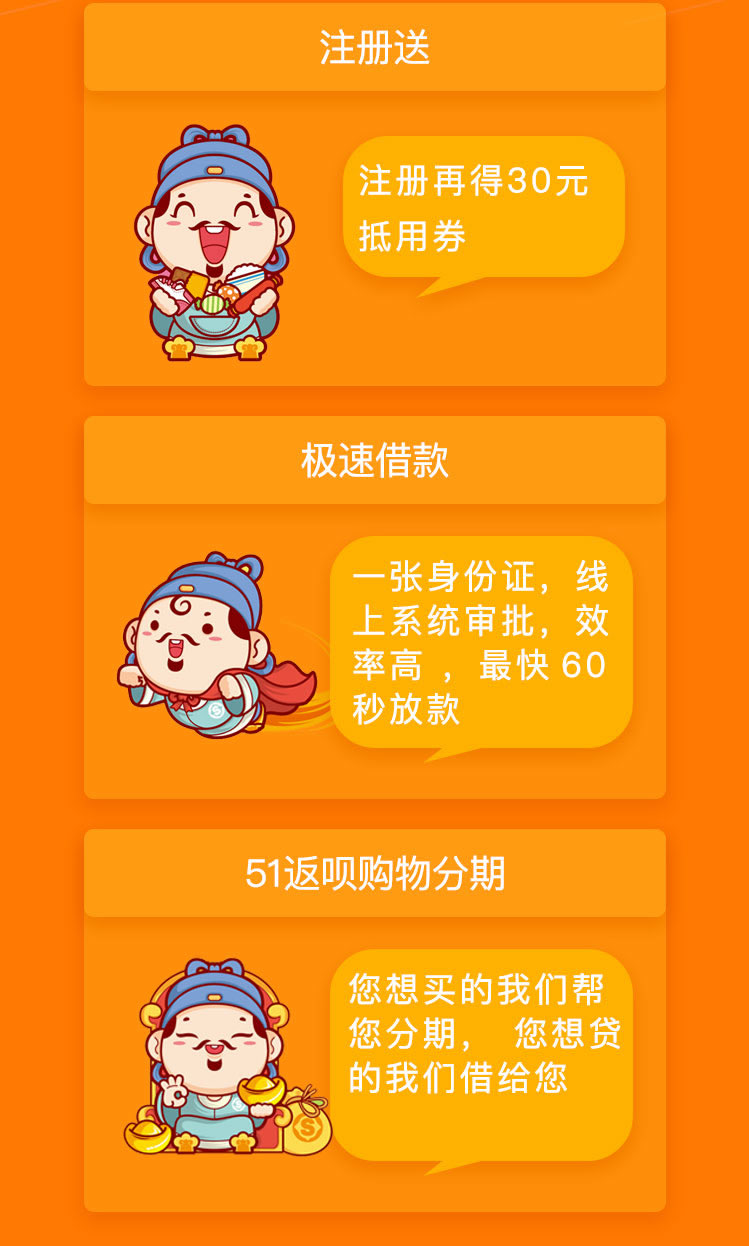 注册送
注册再得30元
抵用券
极速借款
一张身份证，线
上系统审批，效
率高 ，最快 60
秒放款
51返呗购物分期
您想买的我们帮
您分期， 您想贷
的我们借给您